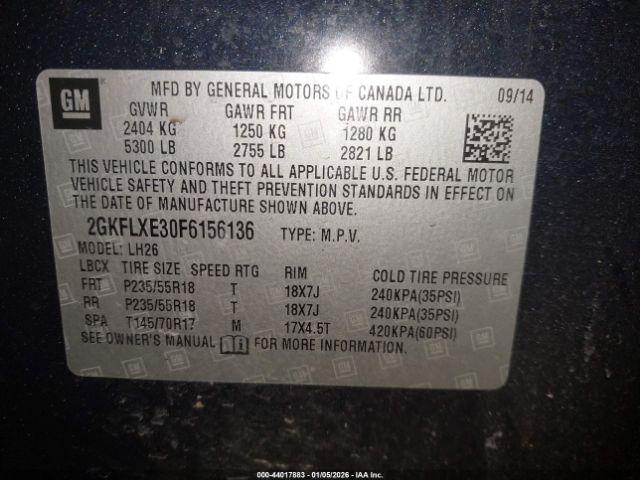 GM
MFD BY GENERAL MOTORS OF CANADA LTD. 09/14
GVWR GAWR FRT GAWR RR
2404 KG 1250 KG 1280 KG
5300 LB 2755 LB 2821 LB
THIS VEHICLE CONFORMS TO ALL APPLICABLE U.S. FEDERAL MOTOR
VEHICLE SAFETY AND THEFT PREVENTION STANDARDS IN EFFECT ON
THE DATE OF MANUFACTURE SHOWN ABOVE.
2GKFLXE30F6156136 TYPE: M.P.V.
MODEL: LH26
LBCX TIRE SIZE SPEED RTG RIM COLD TIRE PRESSURE
FRT P235/55R18 T 18X7J 240KPA(35PSI)
RR P235/55R18 T 18X7J 240KPA(35PSI)
SPA T145/70R17 M 17X4.5T 420KPA(60PSI)
SEE OWNER'S MANUAL FOR MORE INFORMATION.
000-44017883 | 01/05/2026 - IAA Inc.